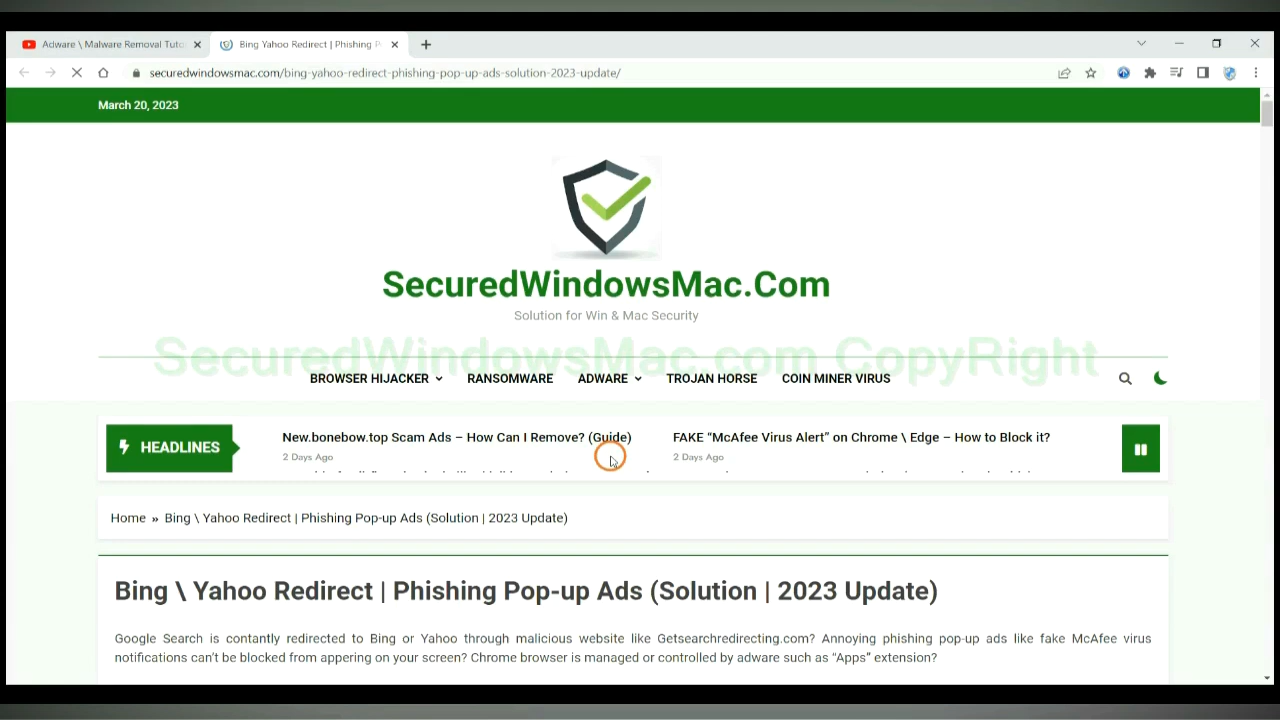 Adware \ Malware Removal Tuto
Bing Yahoo Redirect | Phishing P
securedwindowsmac.com/bing-yahoo-redirect-phishing-pop-up-ads-solution-2023-update/
March 20, 2023
SecuredWindowsMac.Com
Solution for Win & Mac Security
SecuredWindowsMac.com CopyRight
BROWSER HIJACKER RANSOMWARE ADWARE TROJAN HORSE COIN MINER VIRUS
HEADLINES
New.bonebow.top Scam Ads – How Can I Remove? (Guide)
2 Days Ago
FAKE “McAfee Virus Alert” on Chrome \ Edge – How to Block it?
2 Days Ago
Home » Bing \ Yahoo Redirect | Phishing Pop-up Ads (Solution | 2023 Update)
Bing \ Yahoo Redirect | Phishing Pop-up Ads (Solution | 2023 Update)
Google Search is contantly redirected to Bing or Yahoo through malicious website like Getsearchredirecting.com? Annoying phishing pop-up ads like fake McAfee virus
notifications can’t be blocked from appering on your screen? Chrome browser is managed or controlled by adware such as “Apps” extension?